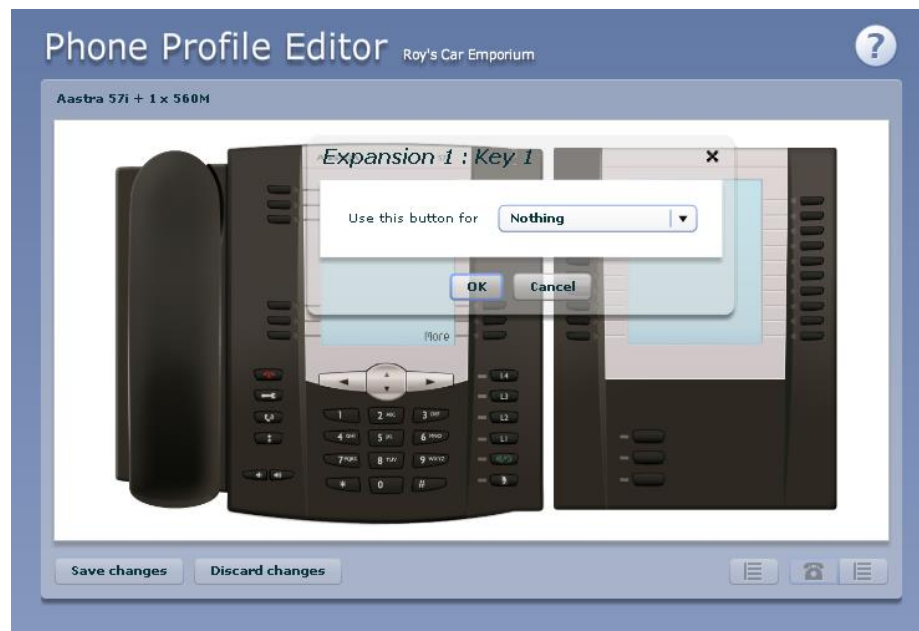 Phone Profile Editor Roy's Car Emporium
?
Aastra 57i + 1 x 560M
Expansion 1 : Key 1
Use this button for Nothing
OK Cancel
More
L4
L3
1 2 ABC 3 DEF
L2
4 GHI 5 JKL 6 MNO
L1
7 PQRS 8 TUV 9 WXYZ
* 0 #
Save changes Discard changes